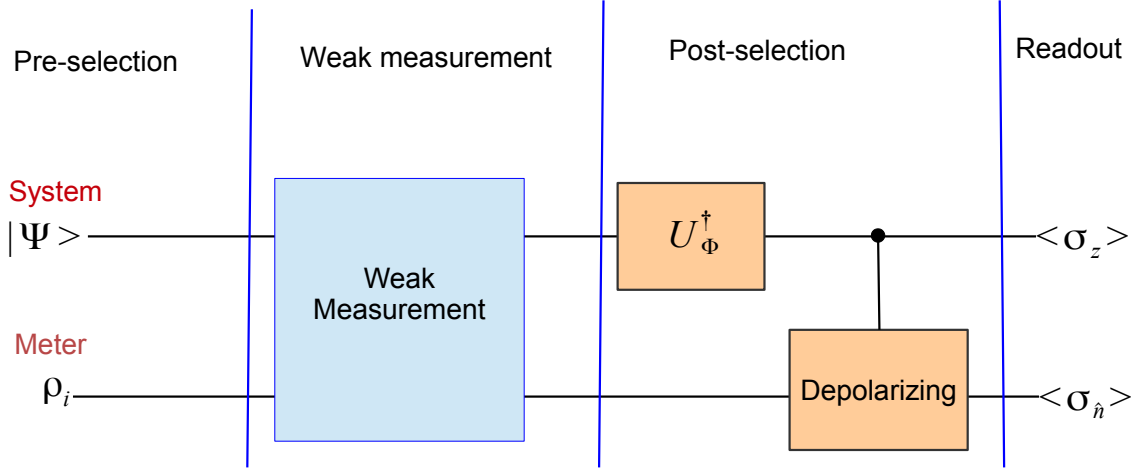 Pre-selection
Weak measurement
Post-selection
Readout
System
|Ψ>
U†Φ
<σz>
Weak
Measurement
Meter
ρi
Depolarizing
<σn̂>